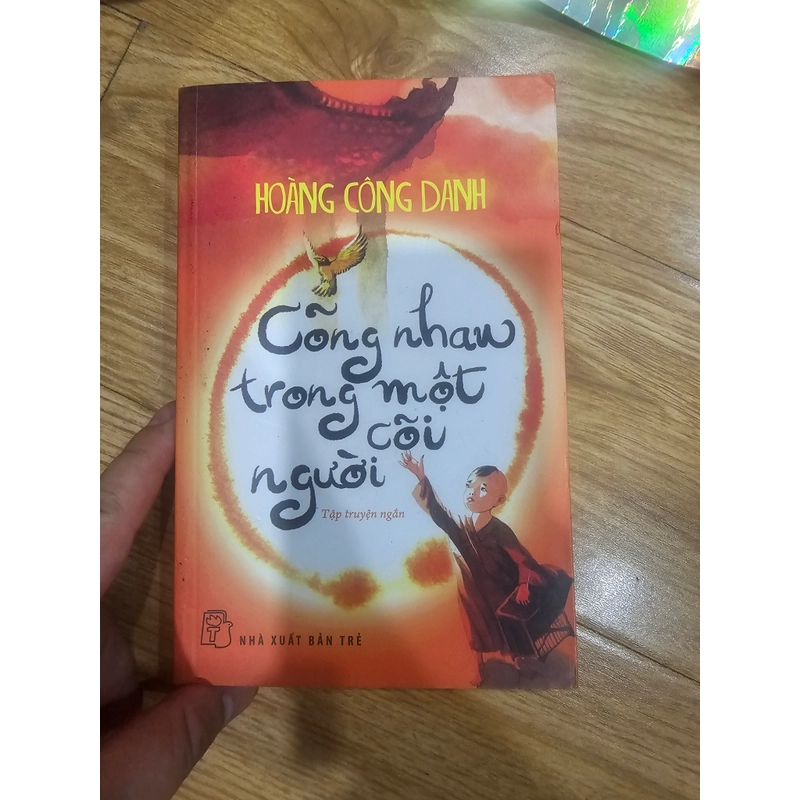 HOÀNG CÔNG DANH
Cõng nhau
trong một
cõi
người
Tập truyện ngắn
T
NHÀ XUẤT BẢN TRẺ